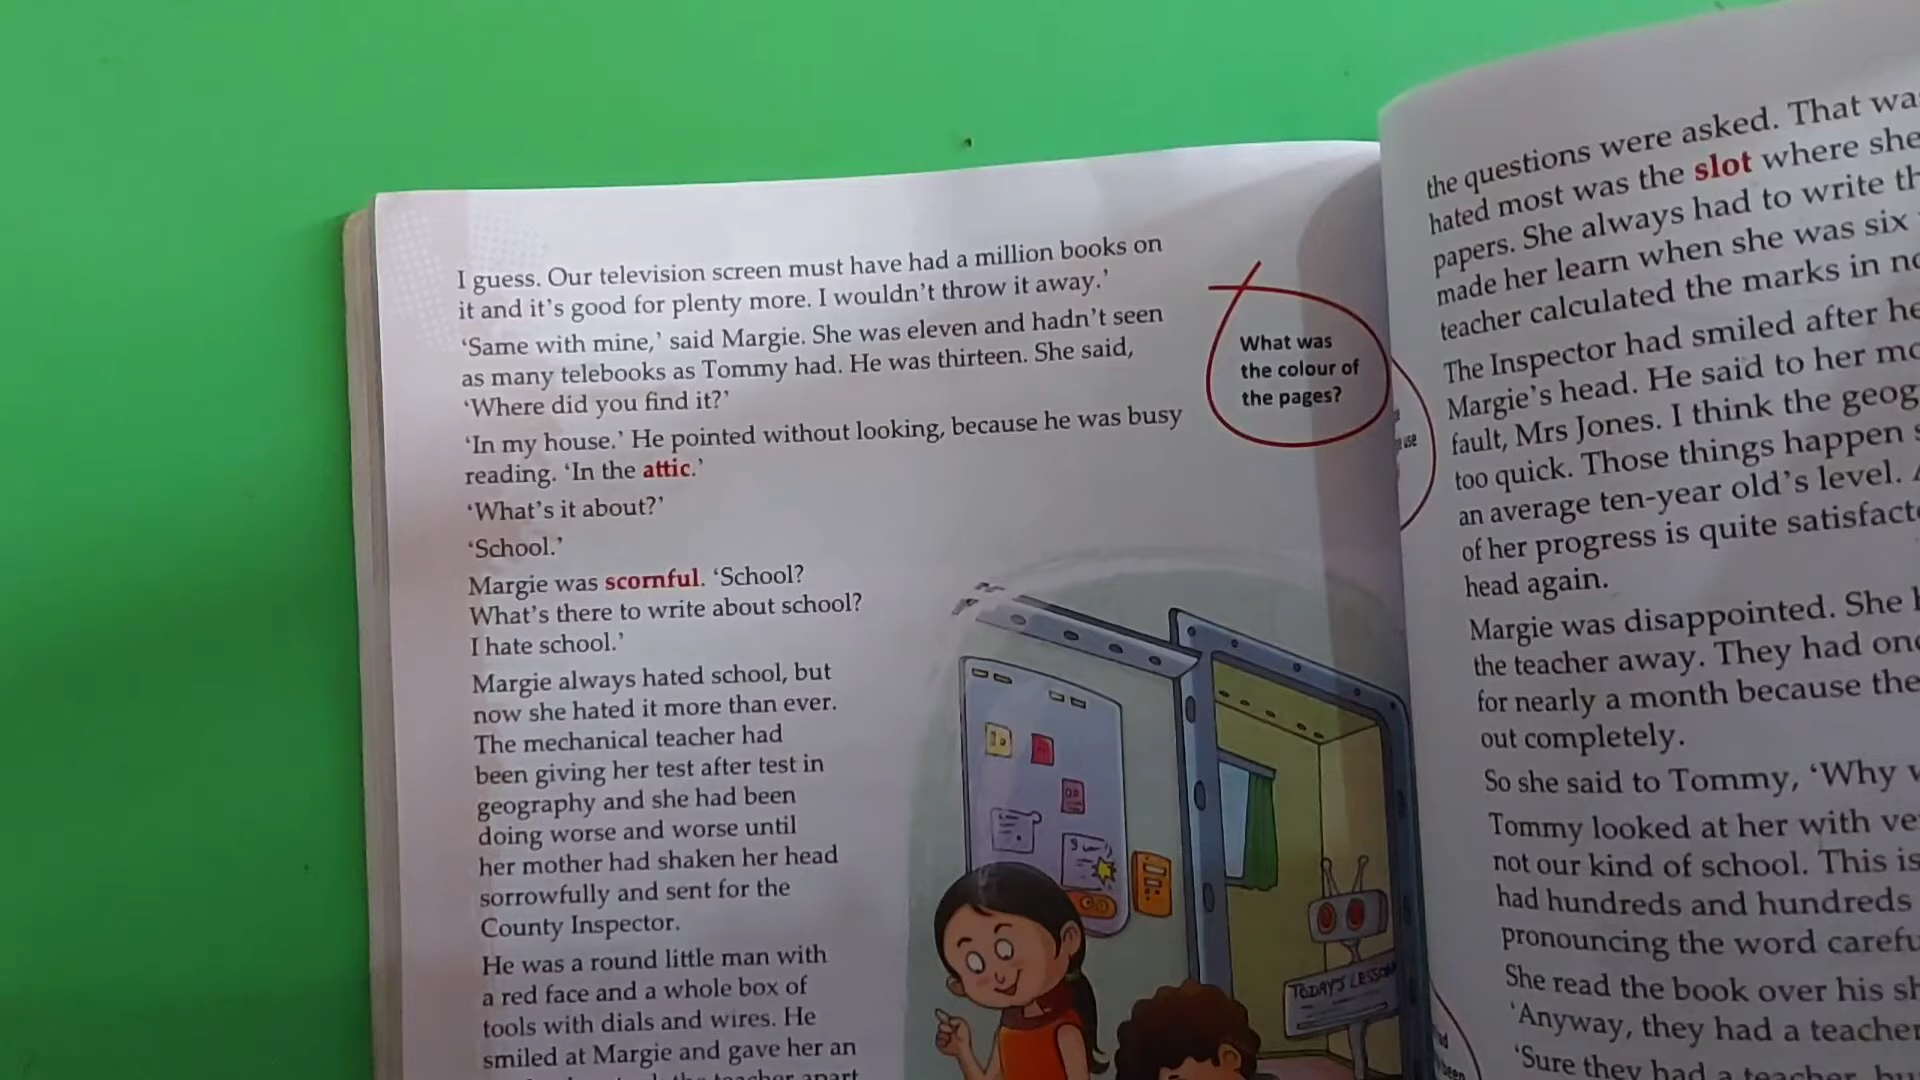 I guess. Our television screen must have had a million books on
it and it's good for plenty more. I wouldn't throw it away.'
'Same with mine,' said Margie. She was eleven and hadn't seen
as many telebooks as Tommy had. He was thirteen. She said,
'Where did you find it?'
'In my house.' He pointed without looking, because he was busy
reading. 'In the attic.'
'What's it about?'
'School.'
Margie was scornful. 'School?
What's there to write about school?
I hate school.'
Margie always hated school, but
now she hated it more than ever.
The mechanical teacher had
been giving her test after test in
geography and she had been
doing worse and worse until
her mother had shaken her head
sorrowfully and sent for the
County Inspector.
He was a round little man with
a red face and a whole box of
tools with dials and wires. He
smiled at Margie and gave her an
What was
the colour of
the pages?
TODAY'S LESSON
the questions were asked. That
hated most was the slot where she
papers. She always had to write
made her learn when she was six
teacher calculated the marks in
The Inspector had smiled after
Margie's head. He said to her
fault, Mrs Jones. I think the
too quick. Those things happen
an average ten-year old's level.
of her progress is quite
head again.
Margie was disappointed. She
the teacher away. They had
for nearly a month because
out completely.
So she said to Tommy, 'Why
Tommy looked at her with
not our kind of school. This is
had hundreds and hundreds
pronouncing the word
She read the book over his
'Anyway, they had a teacher
'Sure they had a teacher,